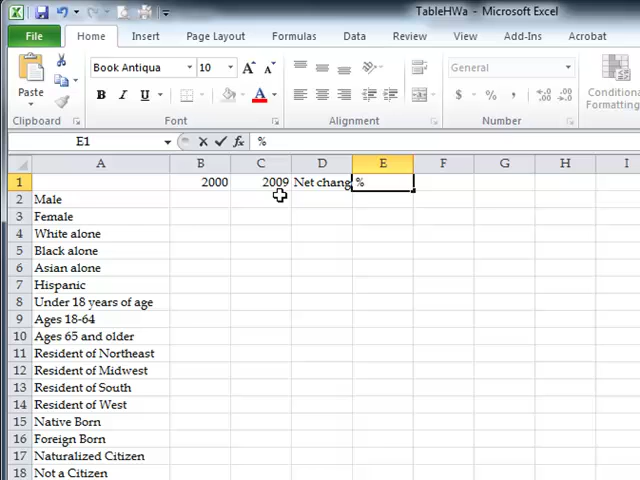 TableHWa - Microsoft Excel
File Home Insert Page Layout Formulas Data Review View Add-Ins Acrobat
Book Antiqua 10 A A General
Paste B I U A $ % , .0 .00 .00 .0 Conditional Formatting
Clipboard Font Alignment Number
E1 fx %
A B C D E F G H I
1 2000 2009 Net chang %
2 Male
3 Female
4 White alone
5 Black alone
6 Asian alone
7 Hispanic
8 Under 18 years of age
9 Ages 18-64
10 Ages 65 and older
11 Resident of Northeast
12 Resident of Midwest
13 Resident of South
14 Resident of West
15 Native Born
16 Foreign Born
17 Naturalized Citizen
18 Not a Citizen